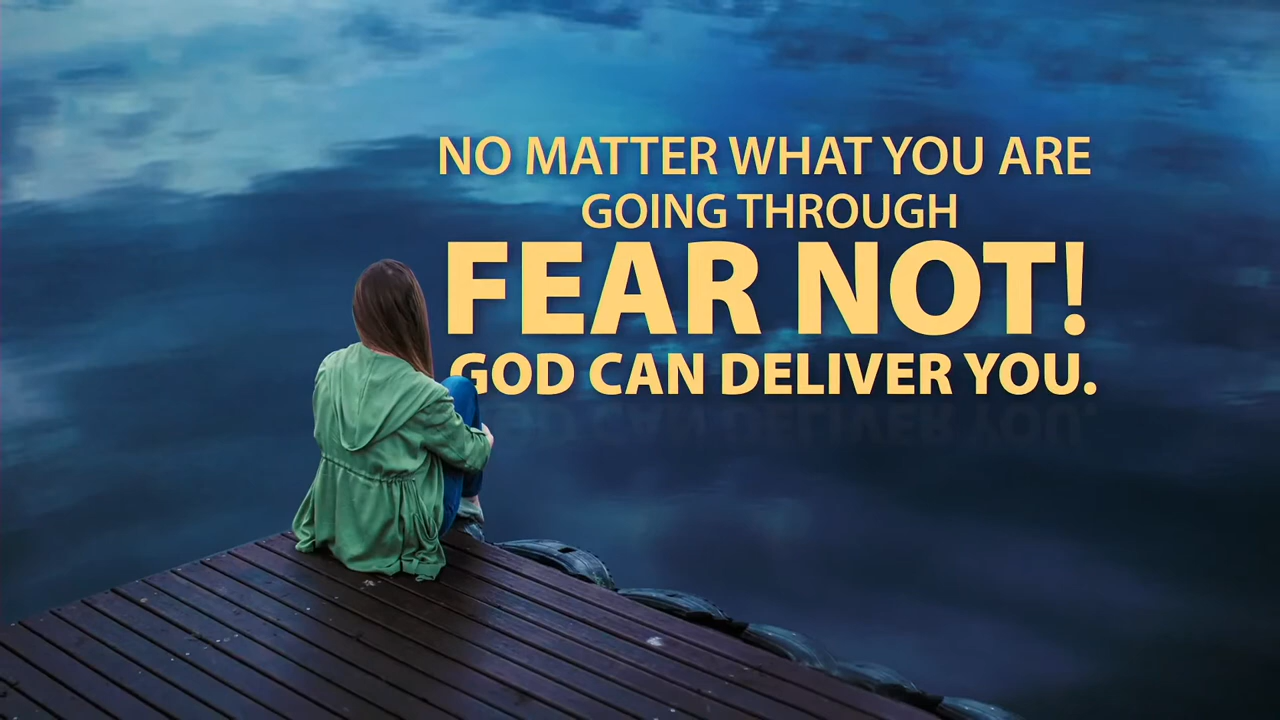 NO MATTER WHAT YOU ARE
GOING THROUGH
FEAR NOT!
GOD CAN DELIVER YOU.